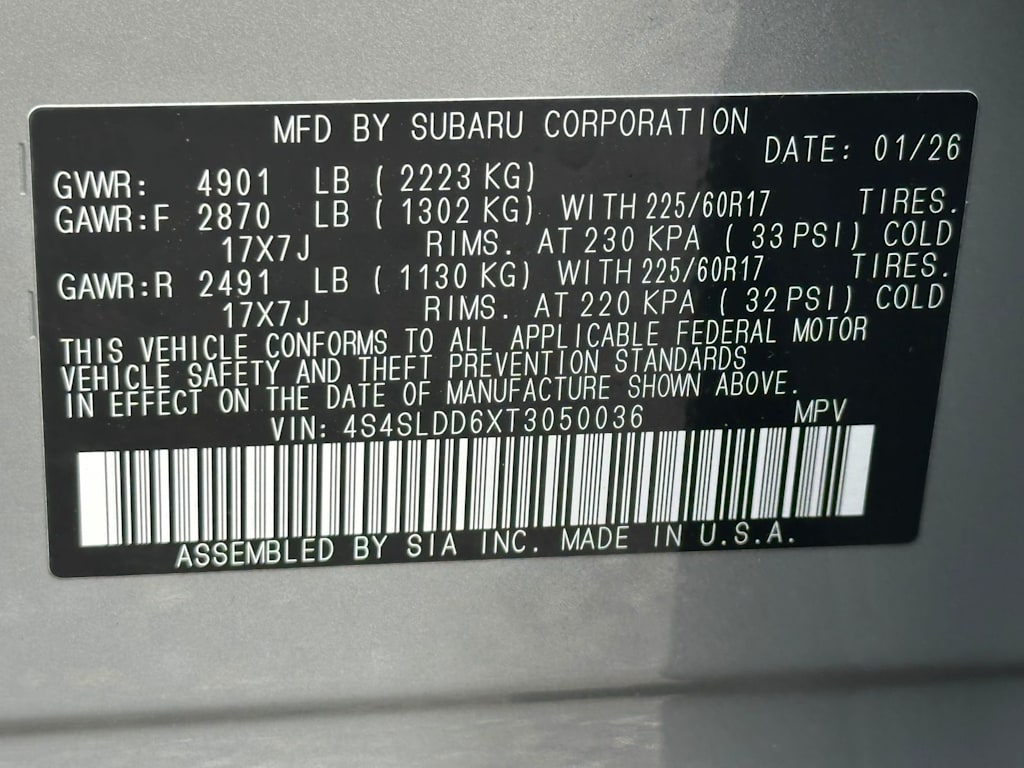 MFD BY SUBARU CORPORATION
DATE: 01/26
GVWR: 4901 LB ( 2223 KG)
GAWR:F 2870 LB ( 1302 KG) WITH 225/60R17 TIRES.
17X7J RIMS. AT 230 KPA ( 33 PSI) COLD
GAWR:R 2491 LB ( 1130 KG) WITH 225/60R17 TIRES.
17X7J RIMS. AT 220 KPA ( 32 PSI) COLD
THIS VEHICLE CONFORMS TO ALL APPLICABLE FEDERAL MOTOR
VEHICLE SAFETY AND THEFT PREVENTION STANDARDS
IN EFFECT ON THE DATE OF MANUFACTURE SHOWN ABOVE.
VIN: 4S4SLDD6XT3050036 MPV
ASSEMBLED BY SIA INC. MADE IN U.S.A.